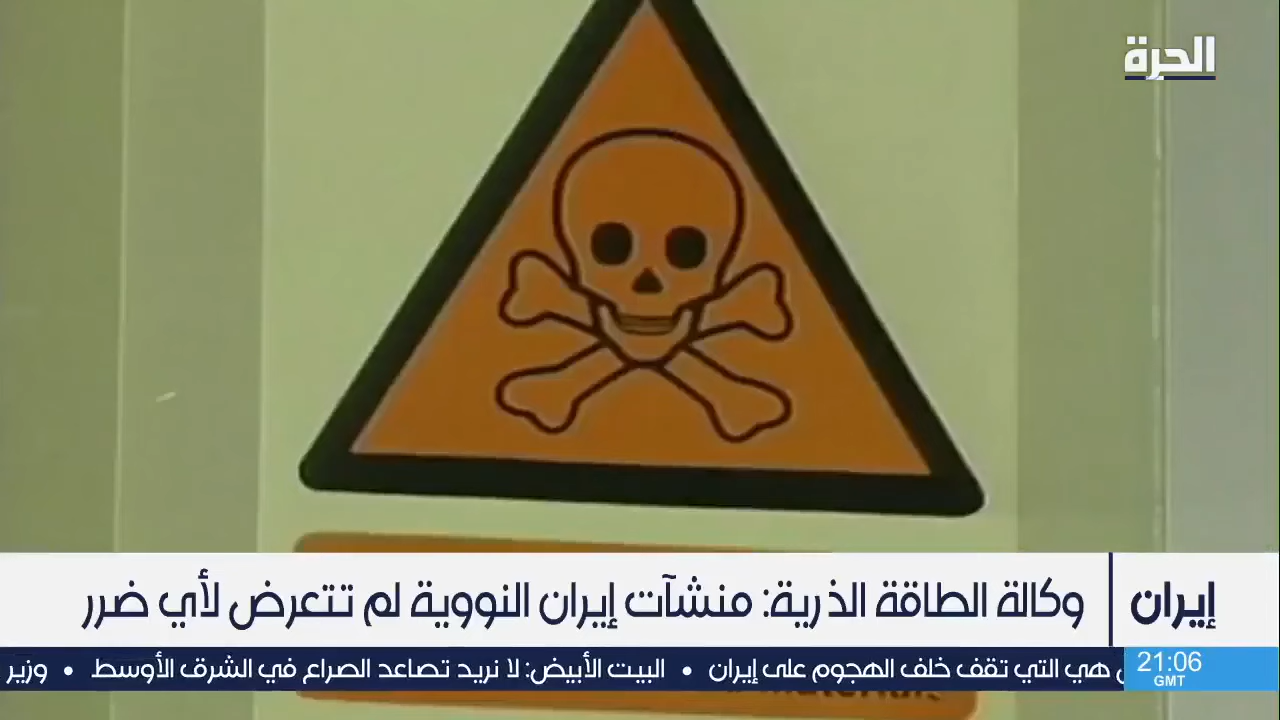 الحرة
إيران
وكالة الطاقة الذرية: منشآت إيران النووية لم تتعرض لأي ضرر
هي التي تقف خلف الهجوم على إيران • البيت الأبيض: لا نريد تصاعد الصراع في الشرق الأوسط • وزير
21:06
GMT